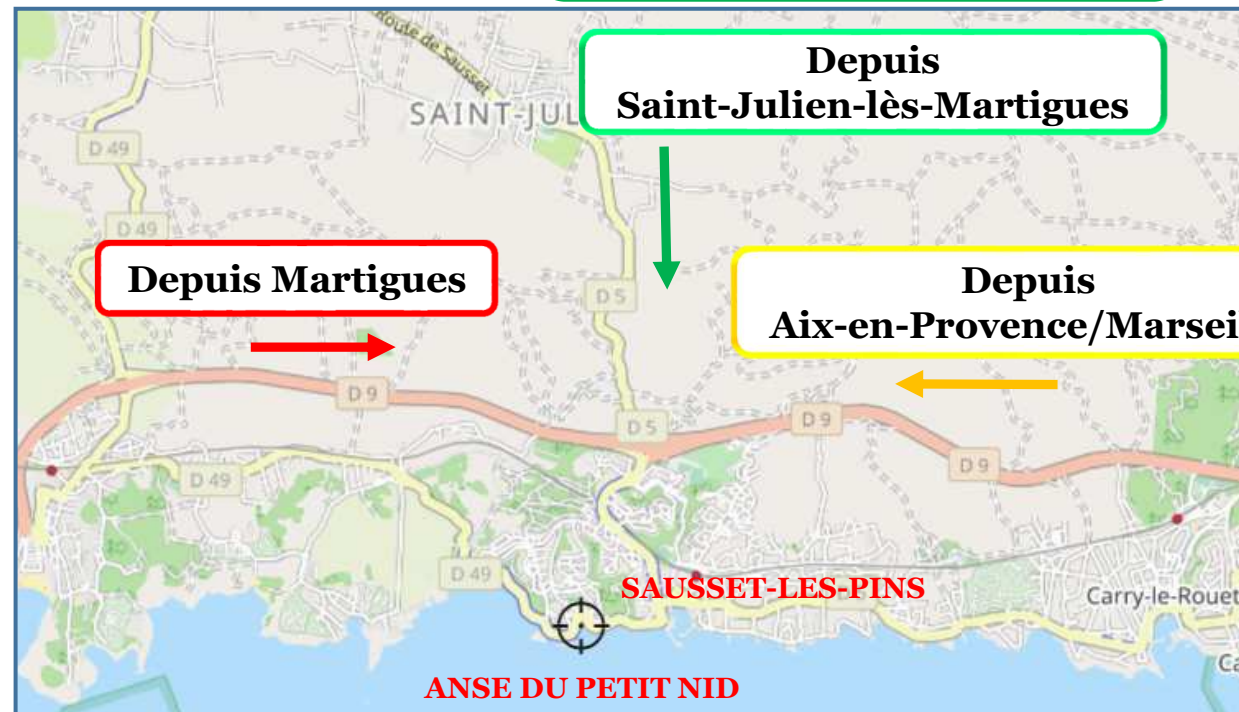 Route de Sausset
Depuis
Saint-Julien-lès-Martigues
SAINT-JUL
D 49
D 49
Depuis Martigues
Depuis
Aix-en-Provence/Marsei
D 5
D 9
D 9
D 5
D 9
D 49
D 49
SAUSSET-LES-PINS
Carry-le-Rouet
Ca
ANSE DU PETIT NID